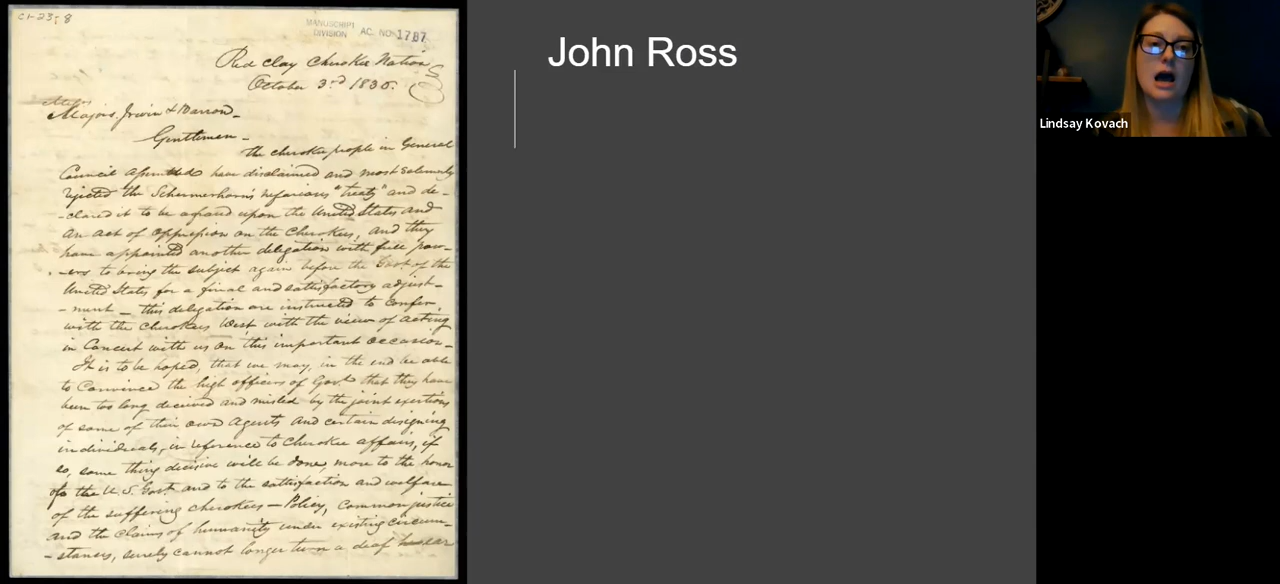 C1-23; 8
MANUSCRIPT
DIVISION
AC. NO. 1787
Red Clay Cherokee Nation
October 3rd 1836.
Majors, Irwin &
Gentlemen -
the Cherokee people in General
Council have disclaimed and most solemnly
rejected the Schermerhorn's nefarious "treaty" and de-
-clared it to be a fraud upon the United States and
an act of oppression on the Cherokees, and they
have appointed another delegation with full pow-
-ers to bring the subject again before the Govt. of the
United States for a final and satisfactory adjust-
-ment - this delegation are instructed to Confer
with the Cherokees West with the view of acting
in Concert with us on this important occasion-
It is to be hoped, that we may, in the end be able
to Convince the high officers of Govt. that they have
been too long deceived and misled by the joint exertions
of some of their own agents and certain designing
individuals, in reference to Cherokee affairs, if
so, some thing decisive will be done, more to the honor
of the U.S. Govt. and to the satisfaction and welfare
of the suffering Cherokees - Policy, Common justice
and the claims of humanity under existing circum-
-stances, surely cannot longer turn a deaf ear
John Ross
Lindsay Kovach